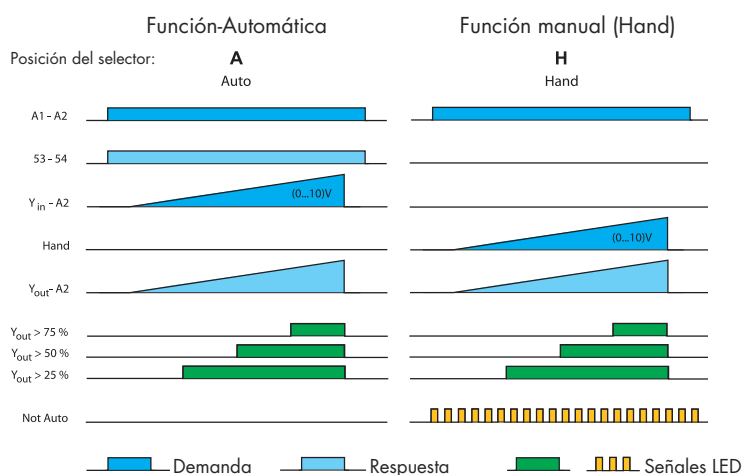 Función-Automática Función manual (Hand)
Posición del selector: A H
Auto Hand
A1 - A2
53 - 54
Y in - A2 (0...10)V
Hand (0...10)V
Yout- A2
Yout > 75 %
Yout > 50 %
Yout > 25 %
Not Auto
Demanda Respuesta Señales LED